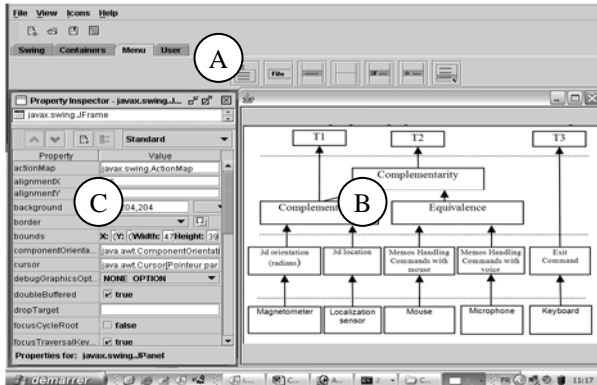 File View Icons Help
Swing Containers Menu User
A
File
Property Inspector - javax.swing.J...
javax.swing.JFrame
Standard
Property Value
actionMap javax.swing.ActionMap
alignmentX
alignmentY
background 204,204
border
bounds X: Y: Width: 47 Height: 39
componentOrienta... java.awt.ComponentOrientati
cursor java.awt.Cursor[Pointeur par
debugGraphicsOpt... NONE_OPTION
doubleBuffered true
dropTarget
focusCycleRoot false
focusTraversalKey... true
Properties for: javax.swing.JPanel
C
T1 T2 T3
Complementarity
B
Complement Equivalence
3d orientation (radians) 3d location Memos Handling Commands with mouse Memos Handling Commands with voice Exit Command
Magnetometer Localization sensor Mouse Microphone Keyboard
démarrer FR 11:17